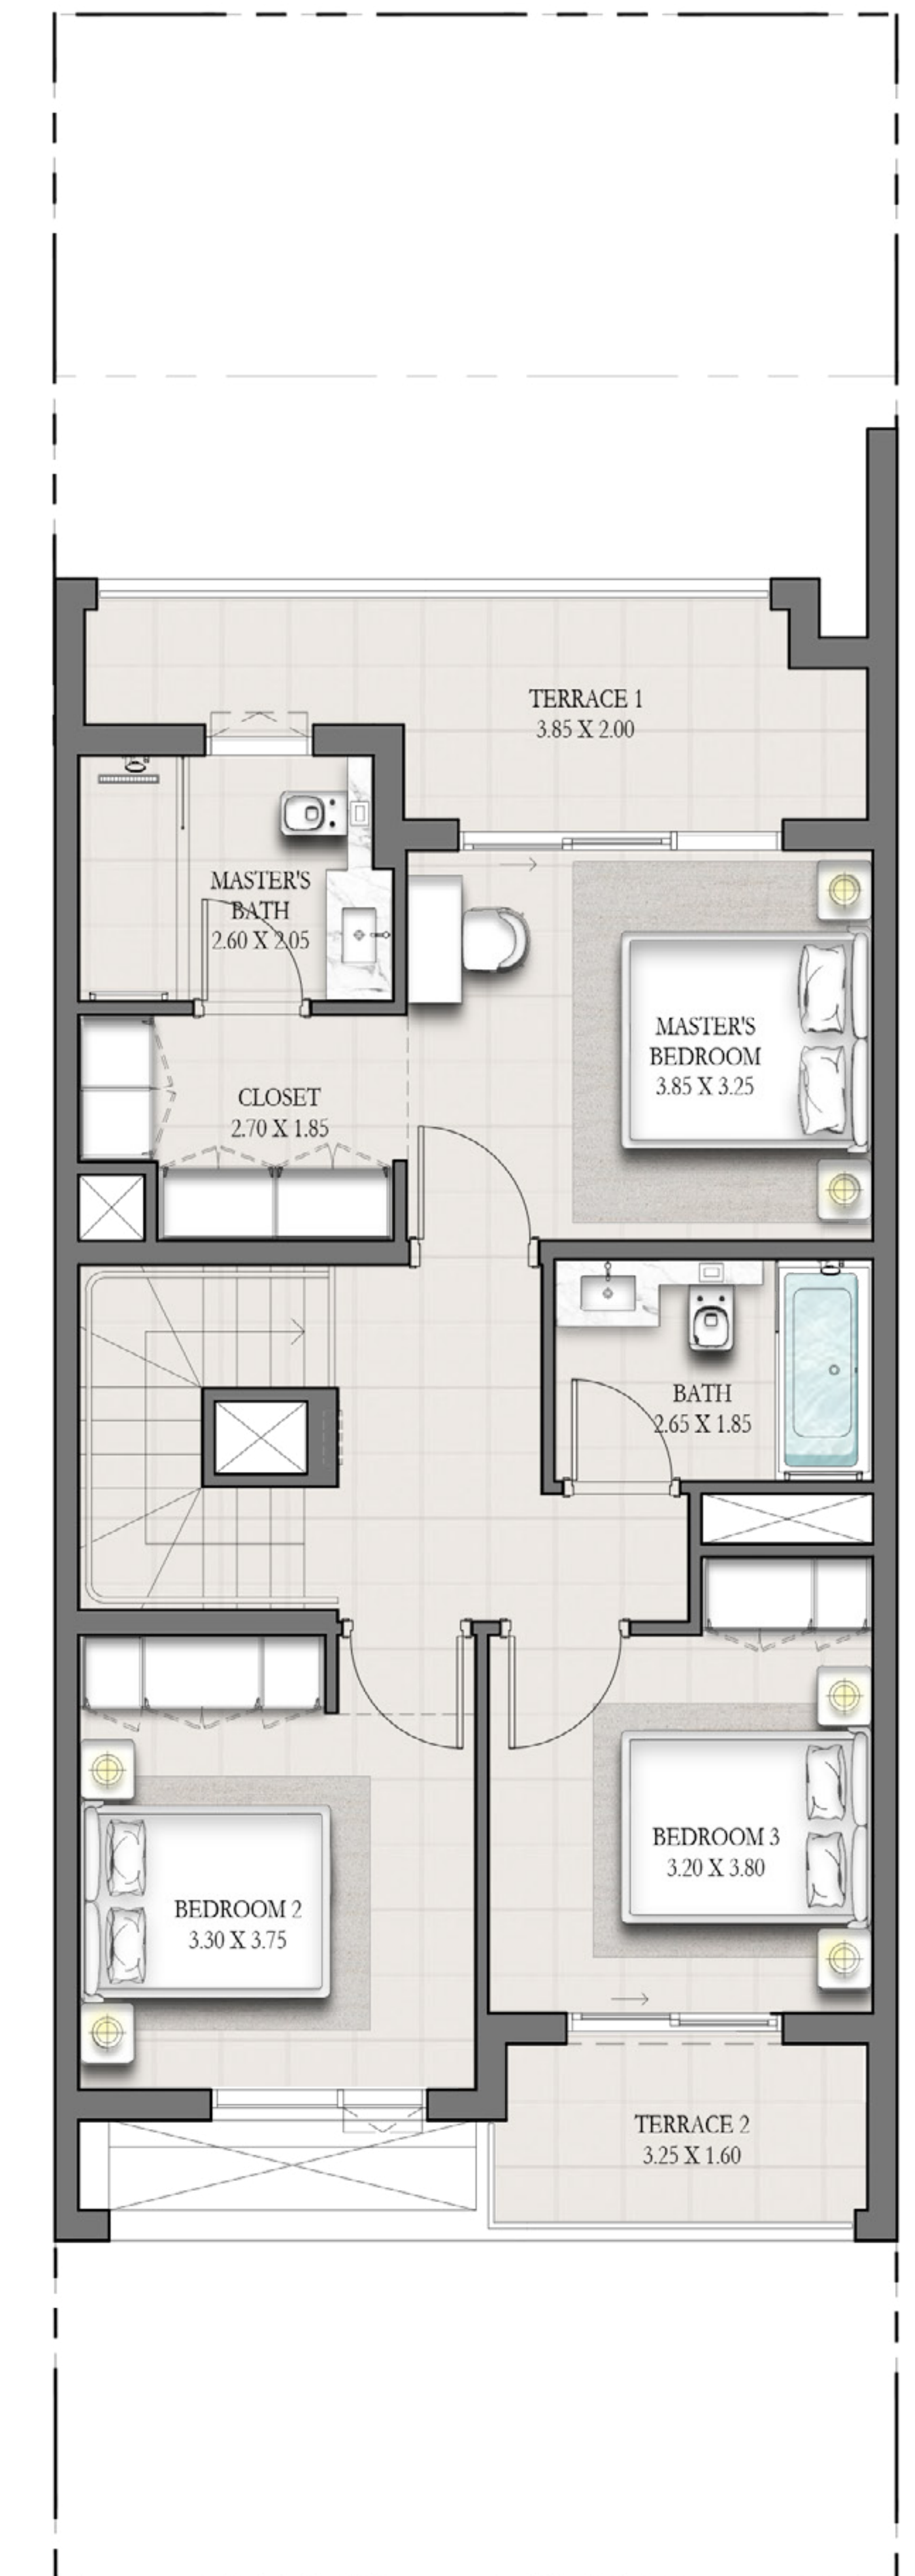 TERRACE 1
3.85 X 2.00
MASTER'S
BATH
2.60 X 2.05
MASTER'S
BEDROOM
3.85 X 3.25
CLOSET
2.70 X 1.85
BATH
2.65 X 1.85
BEDROOM 3
3.20 X 3.80
BEDROOM 2
3.30 X 3.75
TERRACE 2
3.25 X 1.60